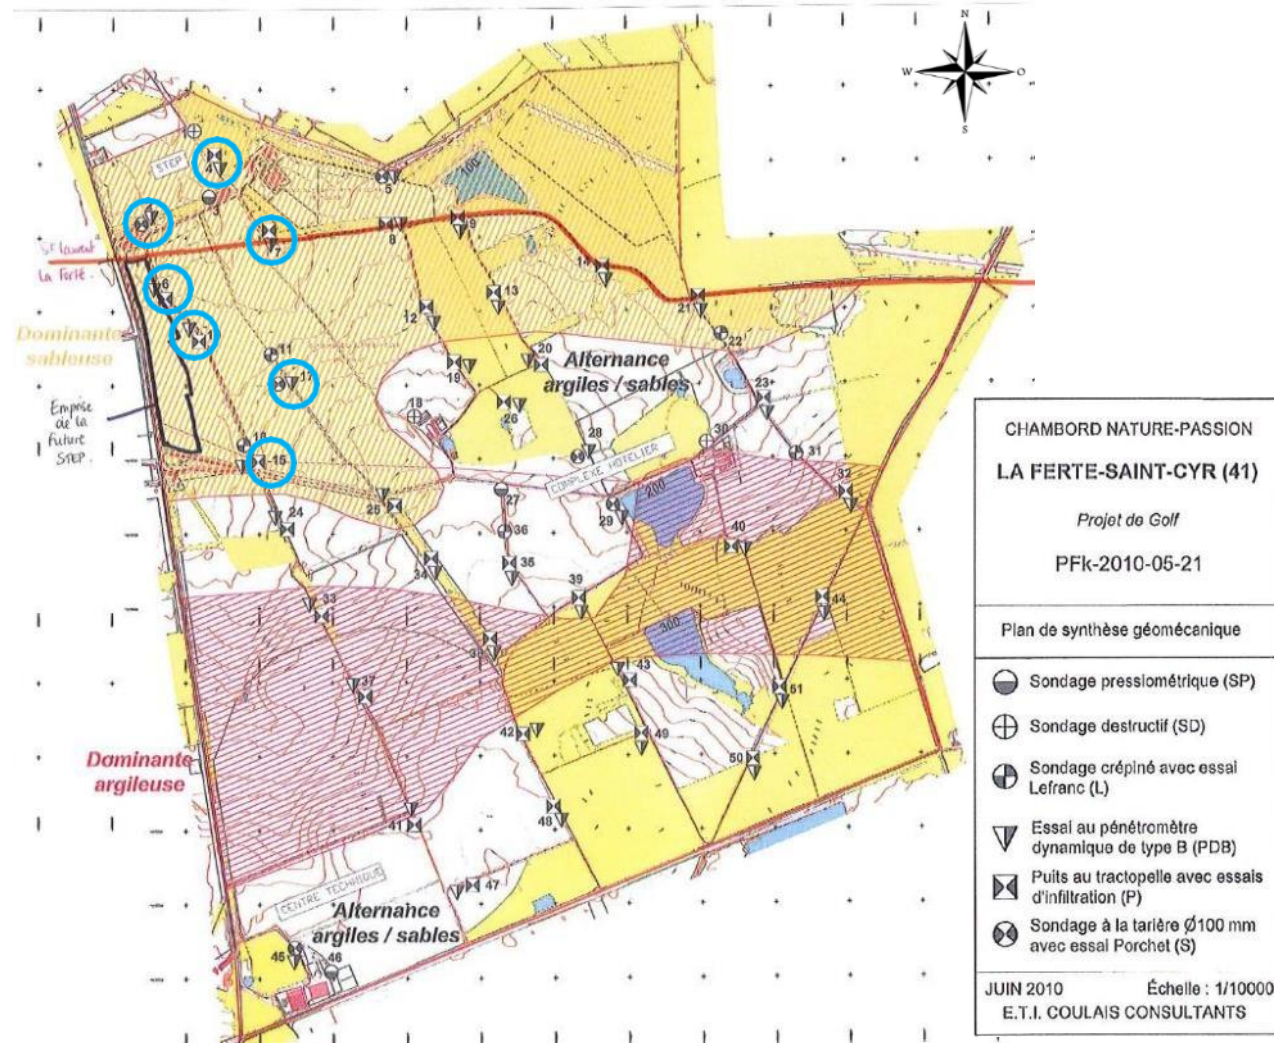 N
W
O
S
STEP
4
5
100
7
8
9
St Laurent
La Ferté.
6
14
13
12
21
22
Dominante
sableuse
11
17
19
20
Alternance
argiles / sables
18
26
23+
Emprise
de la
future
STEP.
28
30
31
COMPLEXE HOTELIER
15
200
32
27
29
25
24
36
40
34
35
39
33
44
300
43
37
51
42
49
50
Dominante
argileuse
41
48
47
CENTRE TECHNIQUE
Alternance
argiles / sables
45
46
CHAMBORD NATURE-PASSION
LA FERTE-SAINT-CYR (41)
Projet de Golf
PFk-2010-05-21
Plan de synthèse géomécanique
Sondage pressiométrique (SP)
Sondage destructif (SD)
Sondage crépiné avec essai
Lefranc (L)
Essai au pénétromètre
dynamique de type B (PDB)
Puits au tractopelle avec essais
d'infiltration (P)
Sondage à la tarière Ø100 mm
avec essai Porchet (S)
JUIN 2010
Échelle : 1/10000
E.T.I. COULAIS CONSULTANTS